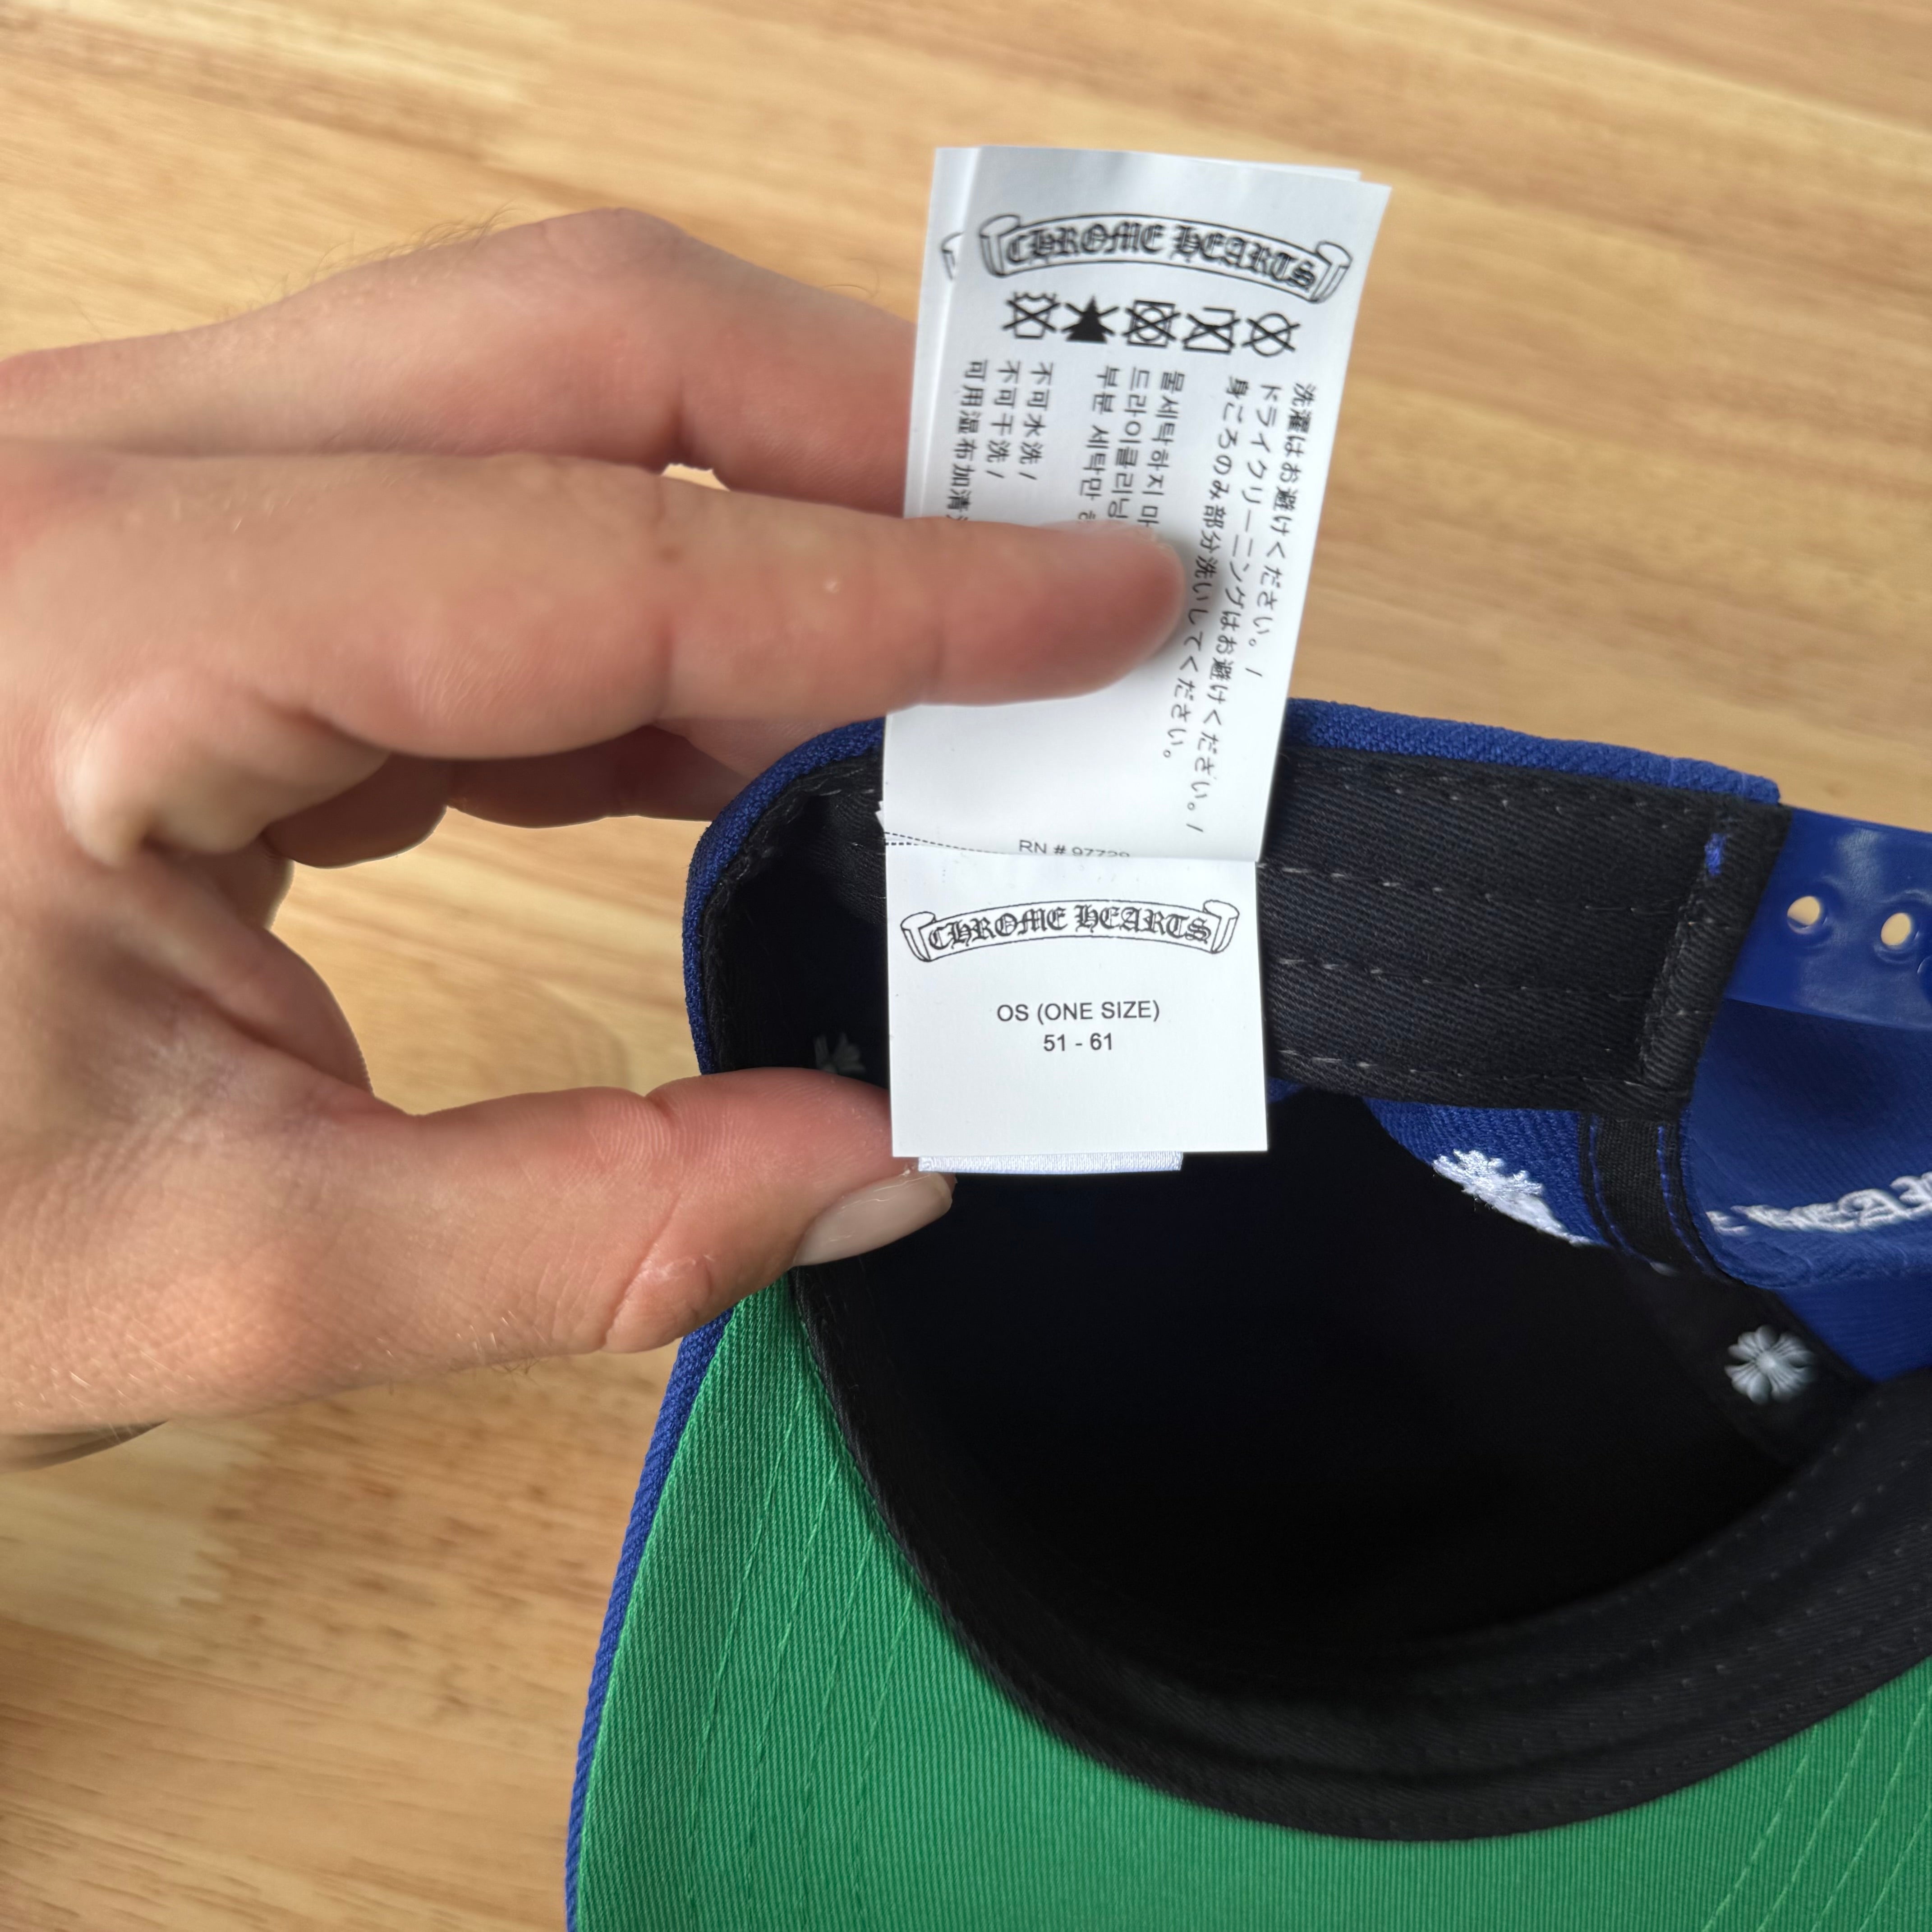 CHROME HEARTS
洗濯はお避けください。/
ドライクリーニングはお避けください。/
身ごろのみ部分洗いしてください。
물세탁하지
드라이클리닝
부분 세탁만
不可水洗 /
不可干洗 /
可用湿布加清
RN # 97729
CHROME HEARTS
OS (ONE SIZE)
51 - 61